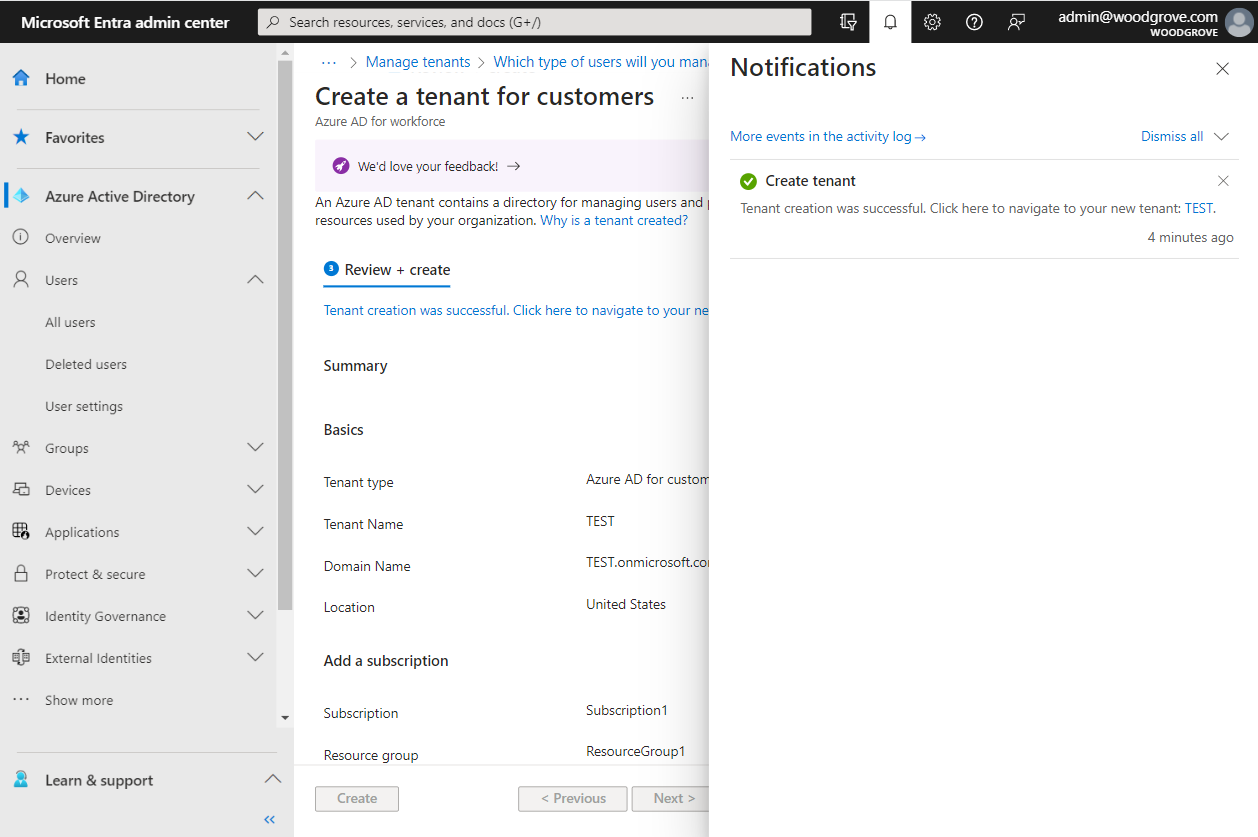 Microsoft Entra admin center
Search resources, services, and docs (G+/)
admin@woodgrove.com
WOODGROVE
Home
Favorites
Azure Active Directory
Overview
Users
All users
Deleted users
User settings
Groups
Devices
Applications
Protect & secure
Identity Governance
External Identities
Show more
Learn & support
... > Manage tenants > Which type of users will you mana
Create a tenant for customers ...
Azure AD for workforce
We'd love your feedback! →
An Azure AD tenant contains a directory for managing users and
resources used by your organization. Why is a tenant created?
3 Review + create
Tenant creation was successful. Click here to navigate to your ne
Summary
Basics
Tenant type Azure AD for custom
Tenant Name TEST
Domain Name TEST.onmicrosoft.co
Location United States
Add a subscription
Subscription Subscription1
Resource group ResourceGroup1
Create < Previous Next >
Notifications
More events in the activity log → Dismiss all
Create tenant
Tenant creation was successful. Click here to navigate to your new tenant: TEST.
4 minutes ago